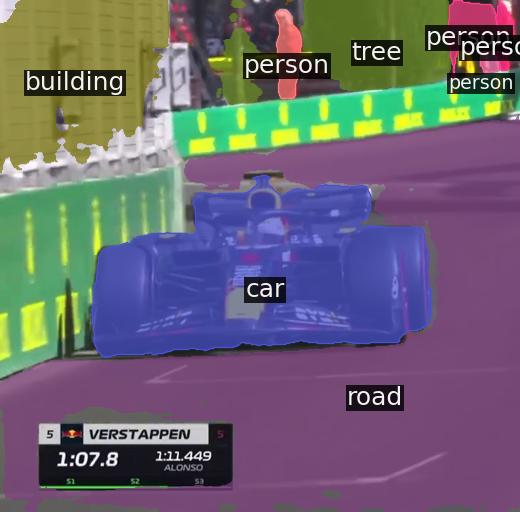 person
person
person
tree
building
person
car
road
5 VERSTAPPEN 5
1:07.8 1:11.449
ALONSO
S1 S2 S3